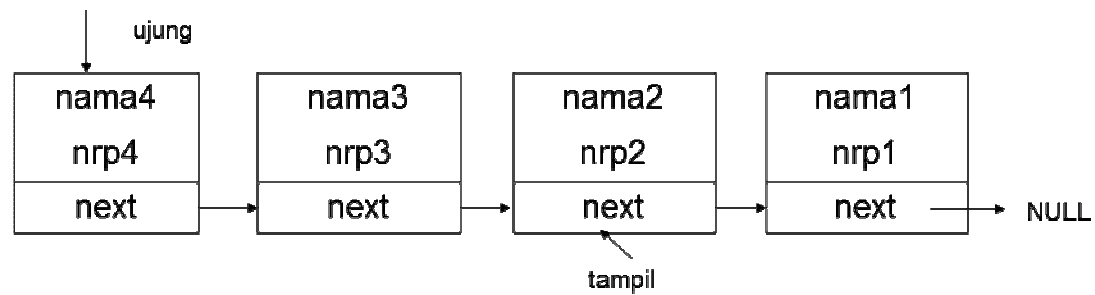 ujung
nama4 nama3 nama2 nama1
nrp4 nrp3 nrp2 nrp1
next next next next NULL
tampil